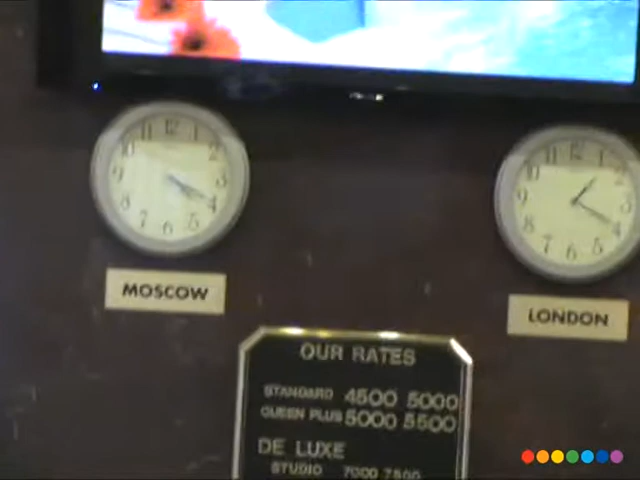 MOSCOW
LONDON
OUR RATES
STANDARD 4500 5000
QUEEN PLUS 5000 5500
DE LUXE
STUDIO 7000 7500